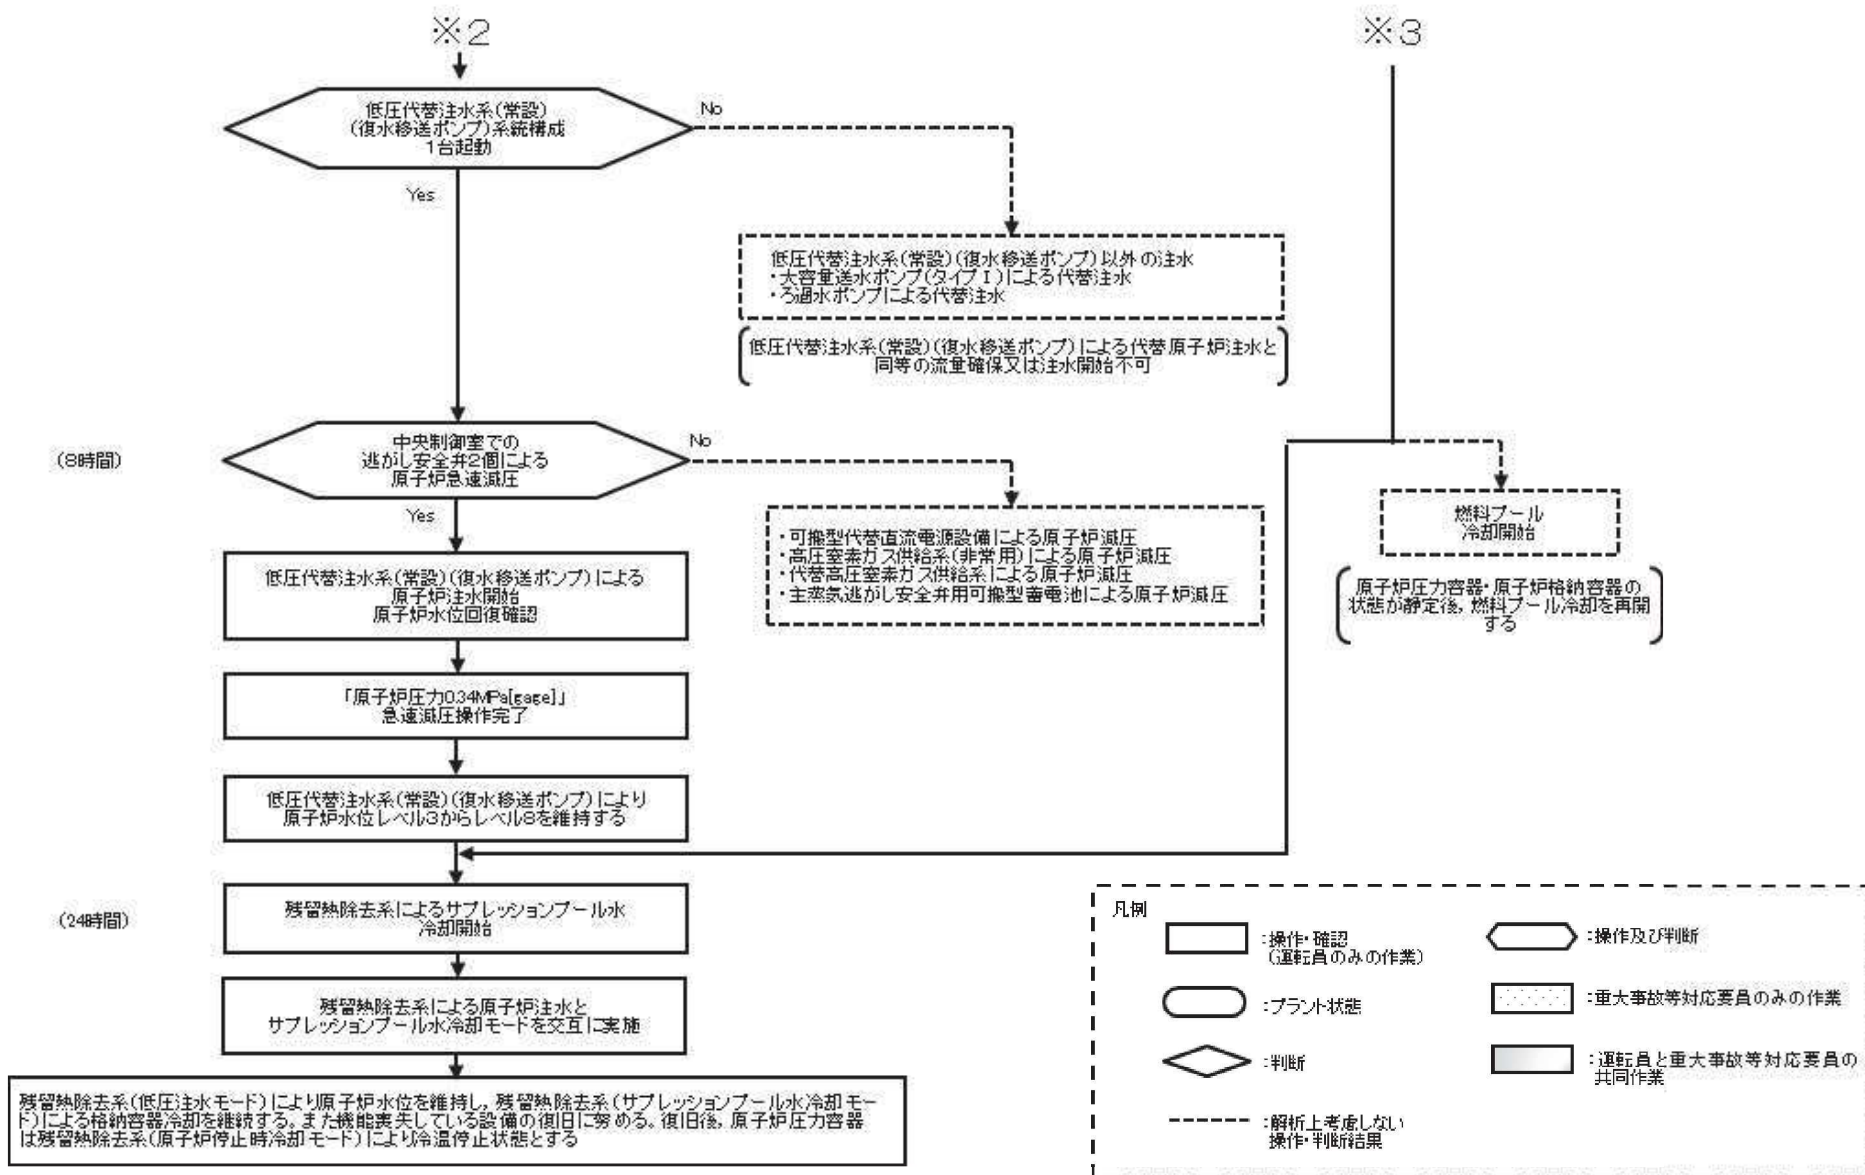 ※2
※3
低圧代替注水系(常設)
(復水移送ポンプ)系統構成
1台起動
No
Yes
低圧代替注水系(常設)(復水移送ポンプ)以外の注水
・大容量送水ポンプ(タイプⅠ)による代替注水
・ろ過水ポンプによる代替注水
低圧代替注水系(常設)(復水移送ポンプ)による代替原子炉注水と
同等の流量確保又は注水開始不可
(8時間)
中央制御室での
逃がし安全弁2個による
原子炉急速減圧
No
Yes
・可搬型代替直流電源設備による原子炉減圧
・高圧窒素ガス供給系(非常用)による原子炉減圧
・代替高圧窒素ガス供給系による原子炉減圧
・主蒸気逃がし安全弁用可搬型蓄電池による原子炉減圧
燃料プール
冷却開始
原子炉圧力容器・原子炉格納容器の
状態が静定後，燃料プール冷却を再開
する
低圧代替注水系(常設)(復水移送ポンプ)による
原子炉注水開始
原子炉水位回復確認
「原子炉圧力0.34MPa[gage]」
急速減圧操作完了
低圧代替注水系(常設)(復水移送ポンプ)により
原子炉水位レベル3からレベル8を維持する
(24時間)
残留熱除去系によるサプレッションプール水
冷却開始
残留熱除去系による原子炉注水と
サプレッションプール水冷却モードを交互に実施
残留熱除去系(低圧注水モード)により原子炉水位を維持し，残留熱除去系(サプレッションプール水冷却モー
ド)による格納容器冷却を継続する。また機能喪失している設備の復旧に努める。復旧後，原子炉圧力容器
は残留熱除去系(原子炉停止時冷却モード)により冷温停止状態とする
凡例
:操作・確認
(運転員のみの作業)
:操作及び判断
:プラント状態
:重大事故等対応要員のみの作業
:判断
:運転員と重大事故等対応要員の
共同作業
:解析上考慮しない
操作・判断結果